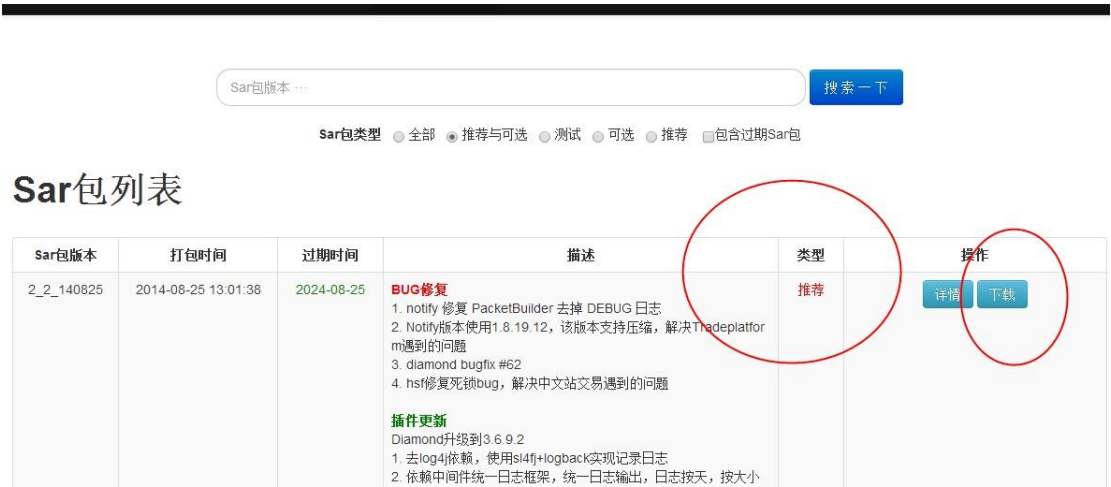 Sar包版本 ...
搜索一下
Sar包类型 全部 推荐与可选 测试 可选 推荐 包含过期Sar包
Sar包列表
Sar包版本 打包时间 过期时间 描述 类型 操作
2_2_140825 2014-08-25 13:01:38 2024-08-25 BUG修复 推荐 详情 下载
1. notify 修复 PacketBuilder 去掉 DEBUG 日志
2. Notify版本使用1.8.19.12，该版本支持压缩，解决Tradeplatfor
m遇到的问题
3. diamond bugfix #62
4. hsf修复死锁bug，解决中文站交易遇到的问题
插件更新
Diamond升级到3.6.9.2
1. 去log4j依赖，使用sl4fj+logback实现记录日志
2. 依赖中间件统一日志框架，统一日志输出，日志按天，按大小